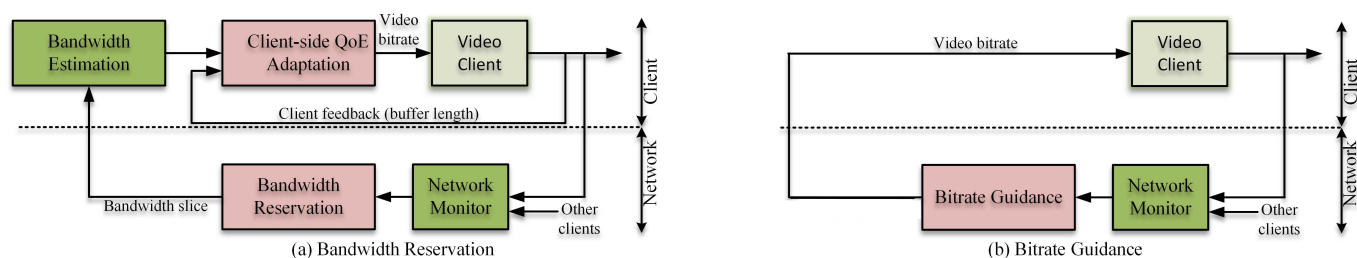 Bandwidth
Estimation
Client-side QoE
Adaptation
Video
bitrate
Video
Client
Client feedback (buffer length)
Client
Network
Bandwidth slice
Bandwidth
Reservation
Network
Monitor
Other
clients
(a) Bandwidth Reservation
Video bitrate
Video
Client
Client
Network
Bitrate Guidance
Network
Monitor
Other
clients
(b) Bitrate Guidance